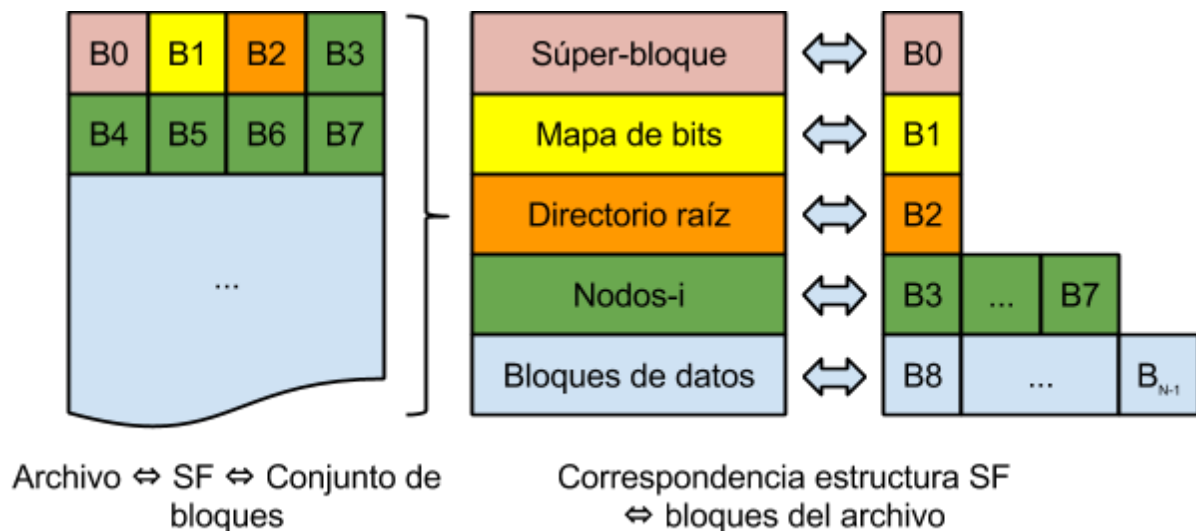 B0 B1 B2 B3
B4 B5 B6 B7
...
Súper-bloque
Mapa de bits
Directorio raíz
Nodos-i
Bloques de datos
B0
B1
B2
B3 ... B7
B8 ... B N-1
Archivo ⇔ SF ⇔ Conjunto de
bloques
Correspondencia estructura SF
⇔ bloques del archivo